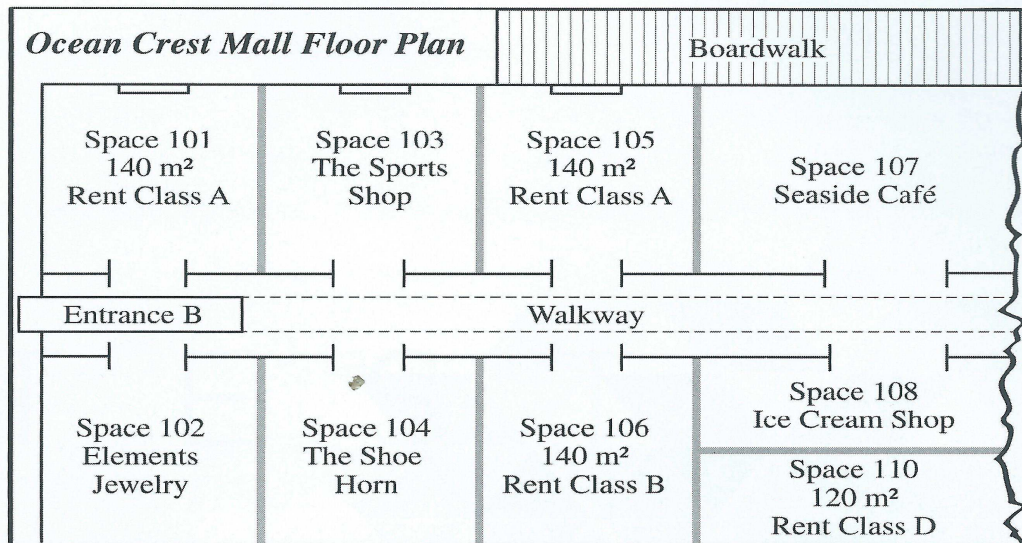 Ocean Crest Mall Floor Plan
Boardwalk
Space 101
140 m²
Rent Class A
Space 103
The Sports
Shop
Space 105
140 m²
Rent Class A
Space 107
Seaside Café
Entrance B
Walkway
Space 102
Elements
Jewelry
Space 104
The Shoe
Horn
Space 106
140 m²
Rent Class B
Space 108
Ice Cream Shop
Space 110
120 m²
Rent Class D